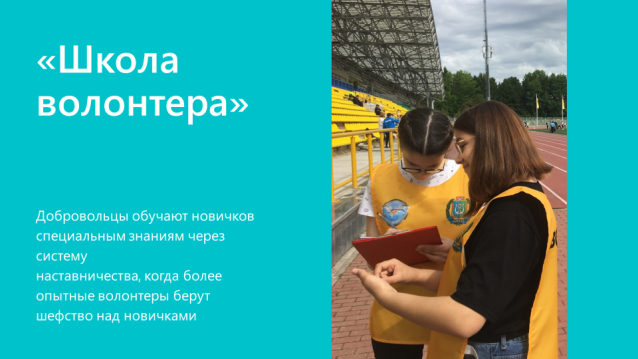 «Школа
волонтера»
Добровольцы обучают новичков
специальным знаниям через
систему
наставничества, когда более
опытные волонтеры берут
шефство над новичками